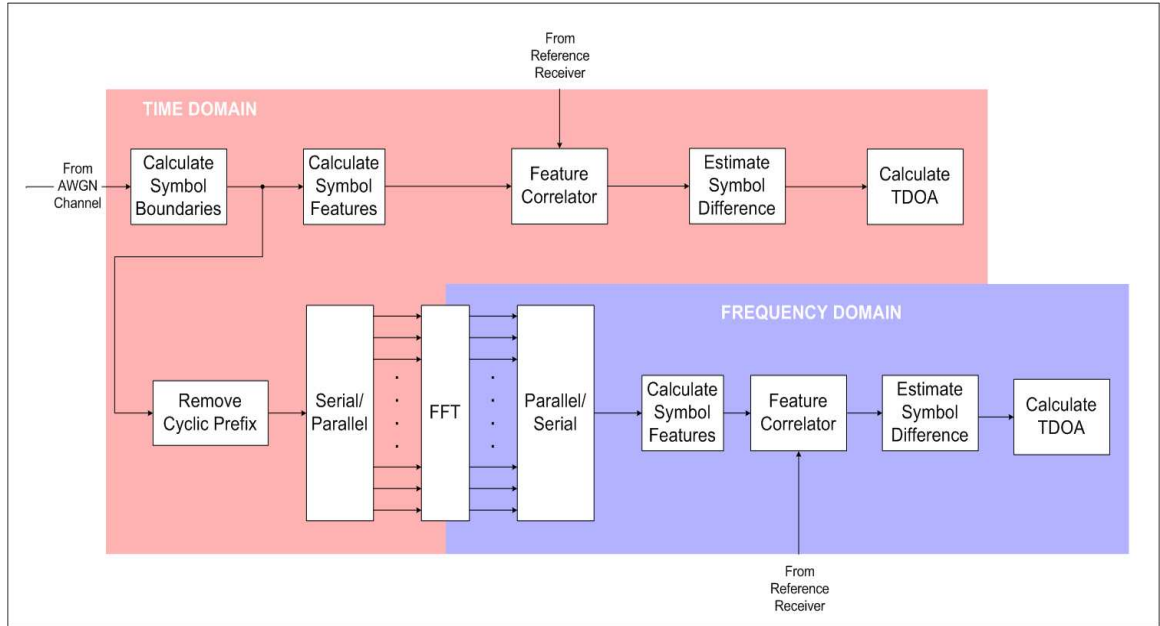 From
Reference
Receiver
TIME DOMAIN
From
AWGN
Channel
Calculate
Symbol
Boundaries
Calculate
Symbol
Features
Feature
Correlator
Estimate
Symbol
Difference
Calculate
TDOA
FREQUENCY DOMAIN
Remove
Cyclic Prefix
Serial/
Parallel
FFT
Parallel/
Serial
Calculate
Symbol
Features
Feature
Correlator
Estimate
Symbol
Difference
Calculate
TDOA
From
Reference
Receiver